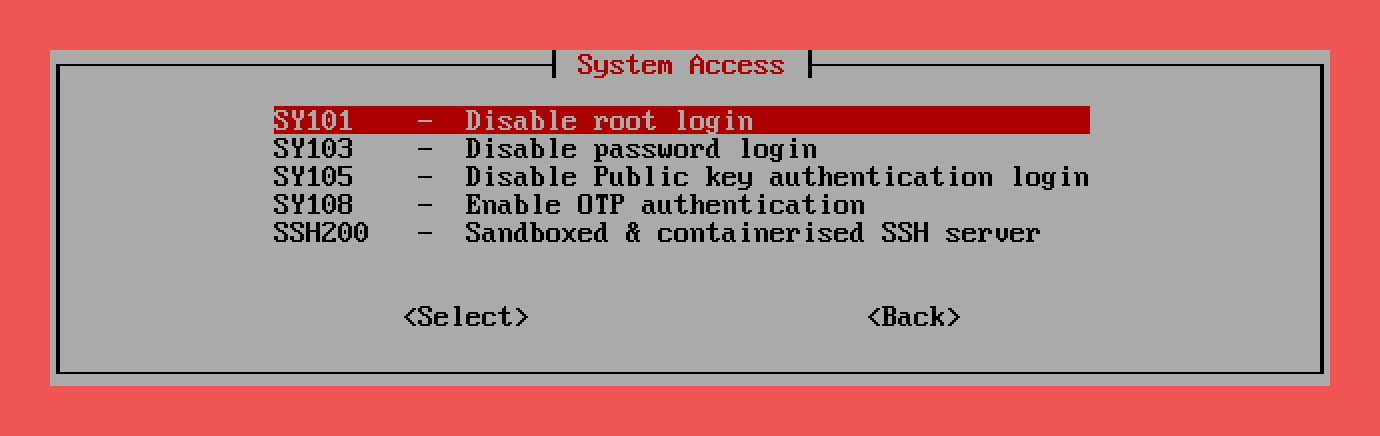 System Access
SY101 - Disable root login
SY103 - Disable password login
SY105 - Disable Public key authentication login
SY108 - Enable OTP authentication
SSH200 - Sandboxed & containerised SSH server
<Select> <Back>